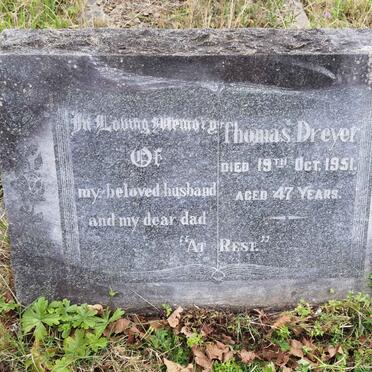 In Loving Memory
Of
my beloved husband
and my dear dad
Thomas Dreyer
DIED 19TH OCT. 1951.
AGED 47 YEARS.
"AT REST."